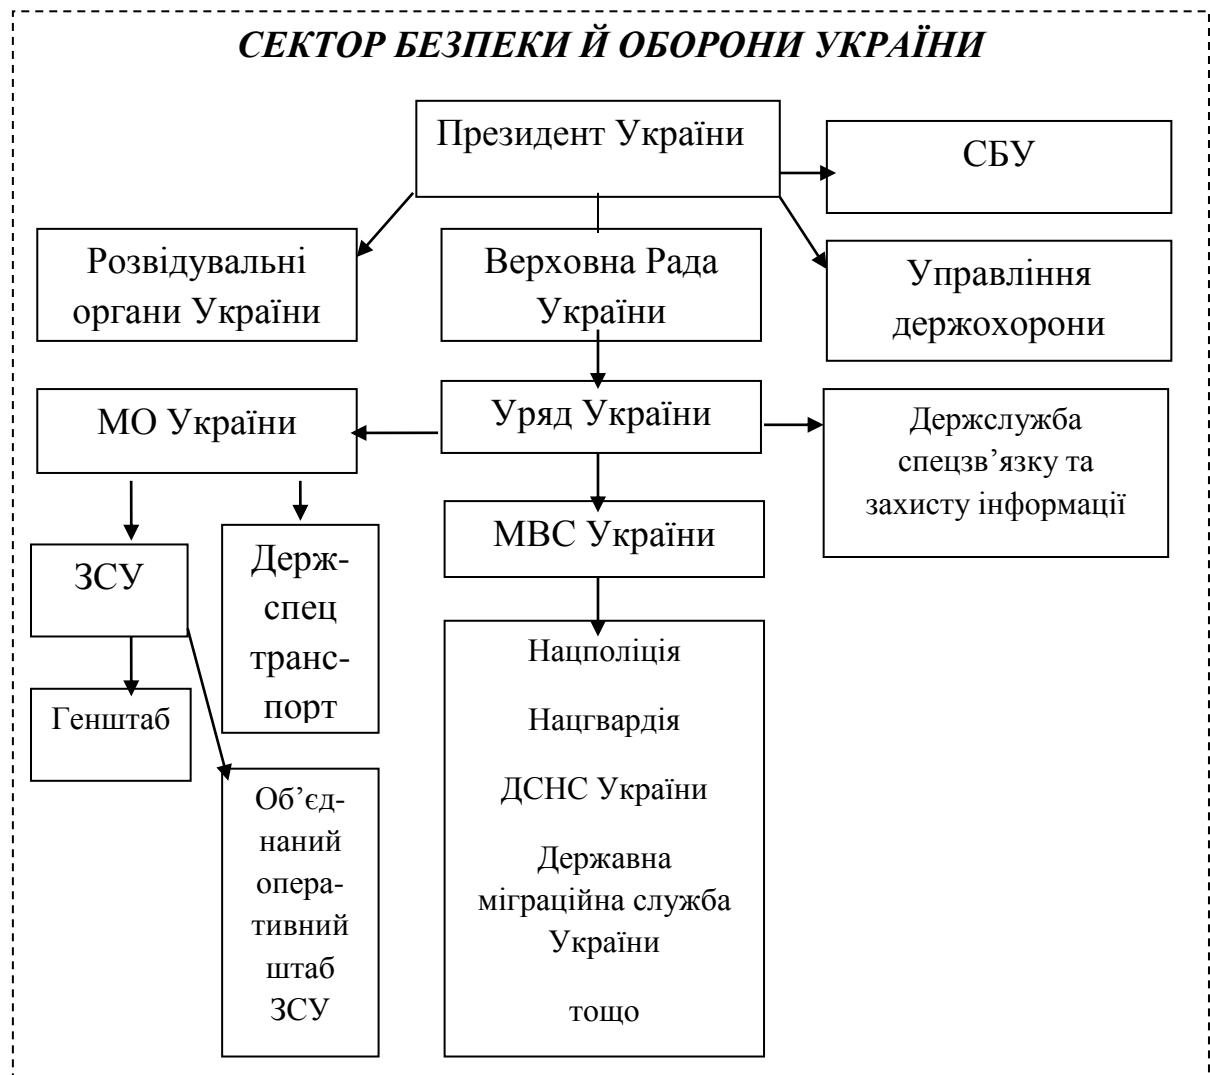 СЕКТОР БЕЗПЕКИ Й ОБОРОНИ УКРАЇНИ
Президент України
СБУ
Розвідувальні
органи України
Верховна Рада
України
Управління
держохорони
МО України
Уряд України
Держслужба
спецзв’язку та
захисту інформації
ЗСУ
Держ-
спец
транс-
порт
МВС України
Генштаб
Об’єд-
наний
опера-
тивний
штаб
ЗСУ
Нацполіція
Нацгвардія
ДСНС України
Державна
міграційна служба
України
тощо